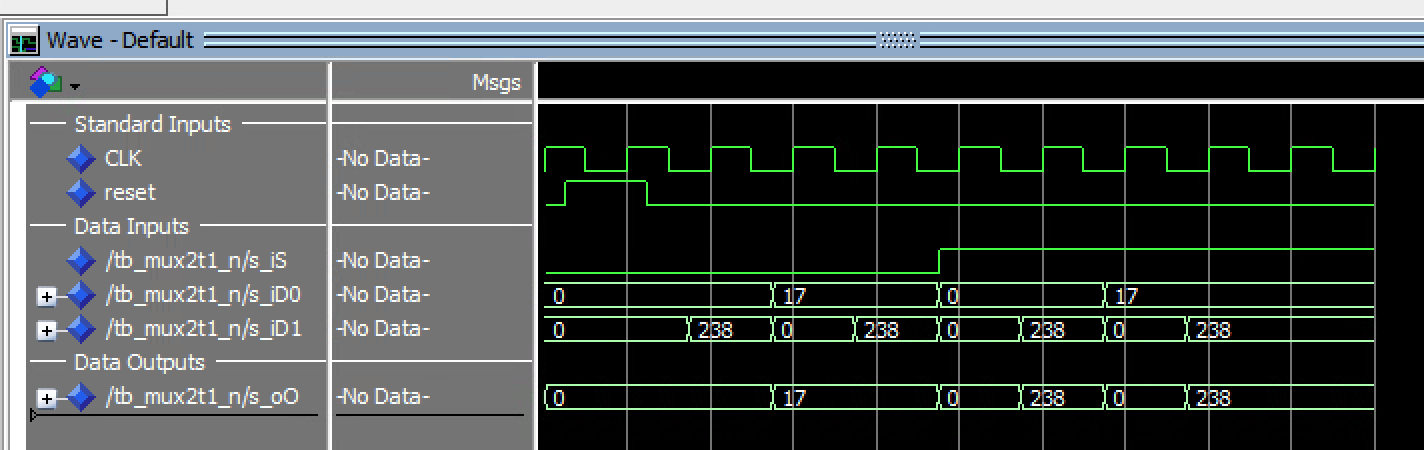 Wave - Default
Msgs
Standard Inputs
CLK -No Data-
reset -No Data-
Data Inputs
/tb_mux2t1_n/s_iS -No Data-
/tb_mux2t1_n/s_iD0 -No Data- 0 17 0 17
/tb_mux2t1_n/s_iD1 -No Data- 0 238 0 238 0 238 0 238
Data Outputs
/tb_mux2t1_n/s_oO -No Data- 0 17 0 238 0 238